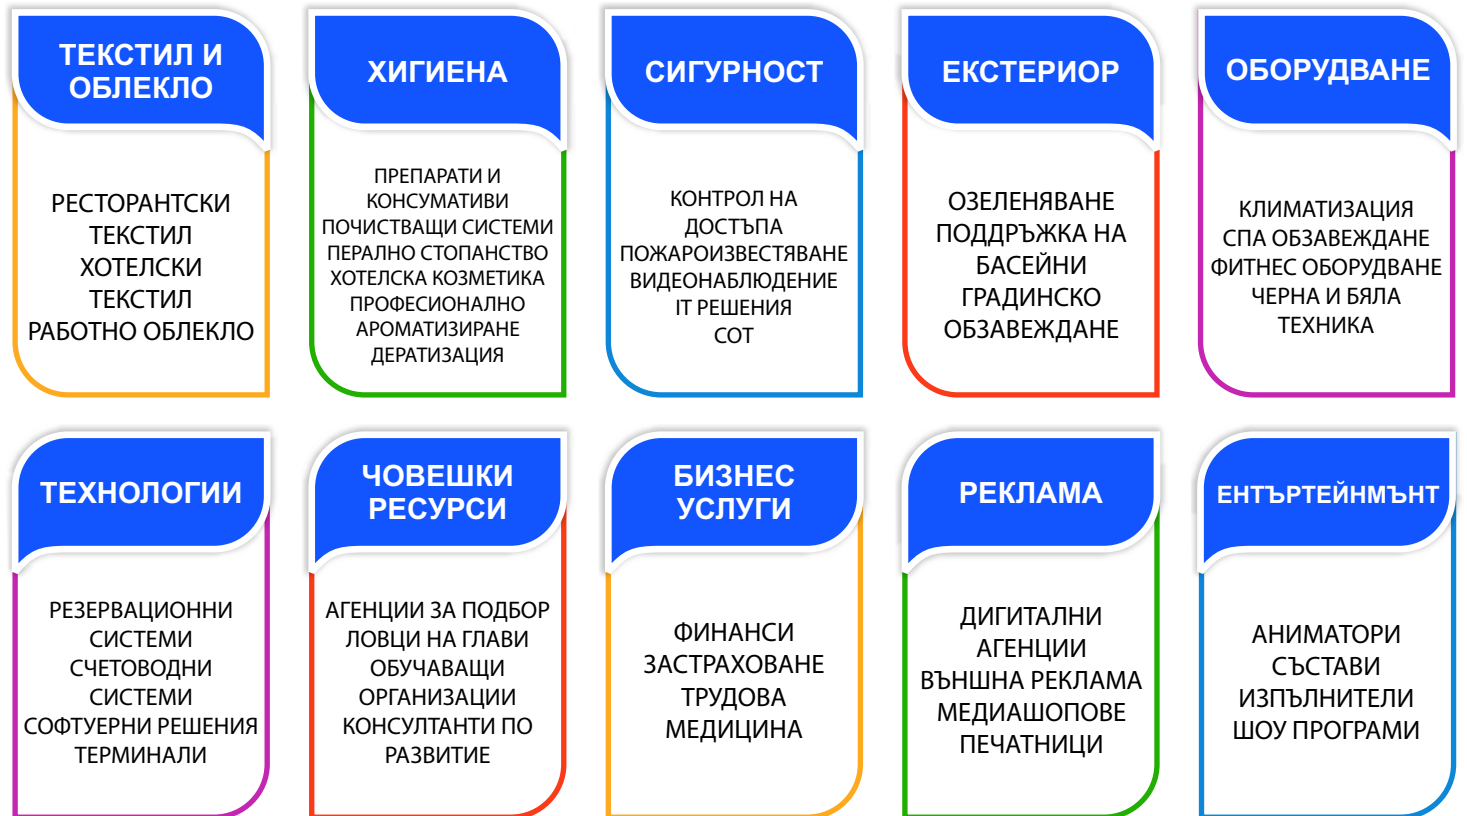 ТЕКСТИЛ И
ОБЛЕКЛО
РЕСТОРАНТСКИ
ТЕКСТИЛ
ХОТЕЛСКИ
ТЕКСТИЛ
РАБОТНО ОБЛЕКЛО
ХИГИЕНА
ПРЕПАРАТИ И
КОНСУМАТИВИ
ПОЧИСТВАЩИ СИСТЕМИ
ПЕРАЛНО СТОПАНСТВО
ХОТЕЛСКА КОЗМЕТИКА
ПРОФЕСИОНАЛНО
АРОМАТИЗИРАНЕ
ДЕРАТИЗАЦИЯ
СИГУРНОСТ
КОНТРОЛ НА
ДОСТЪПА
ПОЖАРОИЗВЕСТЯВАНЕ
ВИДЕОНАБЛЮДЕНИЕ
IT РЕШЕНИЯ
СОТ
ЕКСТЕРИОР
ОЗЕЛЕНЯВАНЕ
ПОДДРЪЖКА НА
БАСЕЙНИ
ГРАДИНСКО
ОБЗАВЕЖДАНЕ
ОБОРУДВАНЕ
КЛИМАТИЗАЦИЯ
СПА ОБЗАВЕЖДАНЕ
ФИТНЕС ОБОРУДВАНЕ
ЧЕРНА И БЯЛА
ТЕХНИКА
ТЕХНОЛОГИИ
РЕЗЕРВАЦИОННИ
СИСТЕМИ
СЧЕТОВОДНИ
СИСТЕМИ
СОФТУЕРНИ РЕШЕНИЯ
ТЕРМИНАЛИ
ЧОВЕШКИ
РЕСУРСИ
АГЕНЦИИ ЗА ПОДБОР
ЛОВЦИ НА ГЛАВИ
ОБУЧАВАЩИ
ОРГАНИЗАЦИИ
КОНСУЛТАНТИ ПО
РАЗВИТИЕ
БИЗНЕС
УСЛУГИ
ФИНАНСИ
ЗАСТРАХОВАНЕ
ТРУДОВА
МЕДИЦИНА
РЕКЛАМА
ДИГИТАЛНИ
АГЕНЦИИ
ВЪНШНА РЕКЛАМА
МЕДИАШОПОВЕ
ПЕЧАТНИЦИ
ЕНТЪРТЕЙНМЪНТ
АНИМАТОРИ
СЪСТАВИ
ИЗПЪЛНИТЕЛИ
ШОУ ПРОГРАМИ